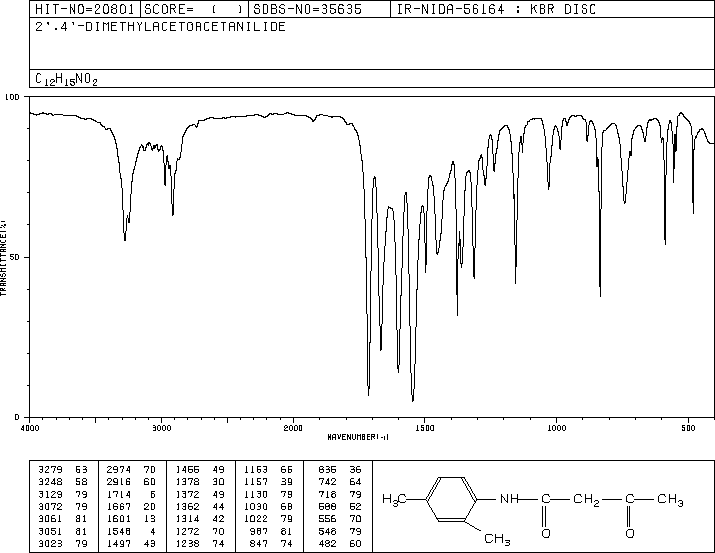 HIT-NO=20801 SCORE= ( ) SDBS-NO=35635 IR-NIDA-56164 : KBR DISC
2',4'-DIMETHYLACETOACETANILIDE
C12H15NO2
100
TRANSMITTANCE(%)
50
0
4000 3000 2000 1500 1000 500
WAVENUMBER(-1)
3279 53 2974 70 1466 49 1163 66 836 36
3248 58 2916 60 1378 30 1157 39 742 64
3129 79 1714 6 1372 49 1130 79 718 79
3072 79 1667 20 1362 44 1030 68 588 52
3061 81 1601 13 1314 42 1022 79 556 70
3051 81 1548 4 1272 70 987 81 548 79
3023 79 1497 43 1238 74 847 74 482 60
H3C NH C CH2 C CH3
CH3 O O